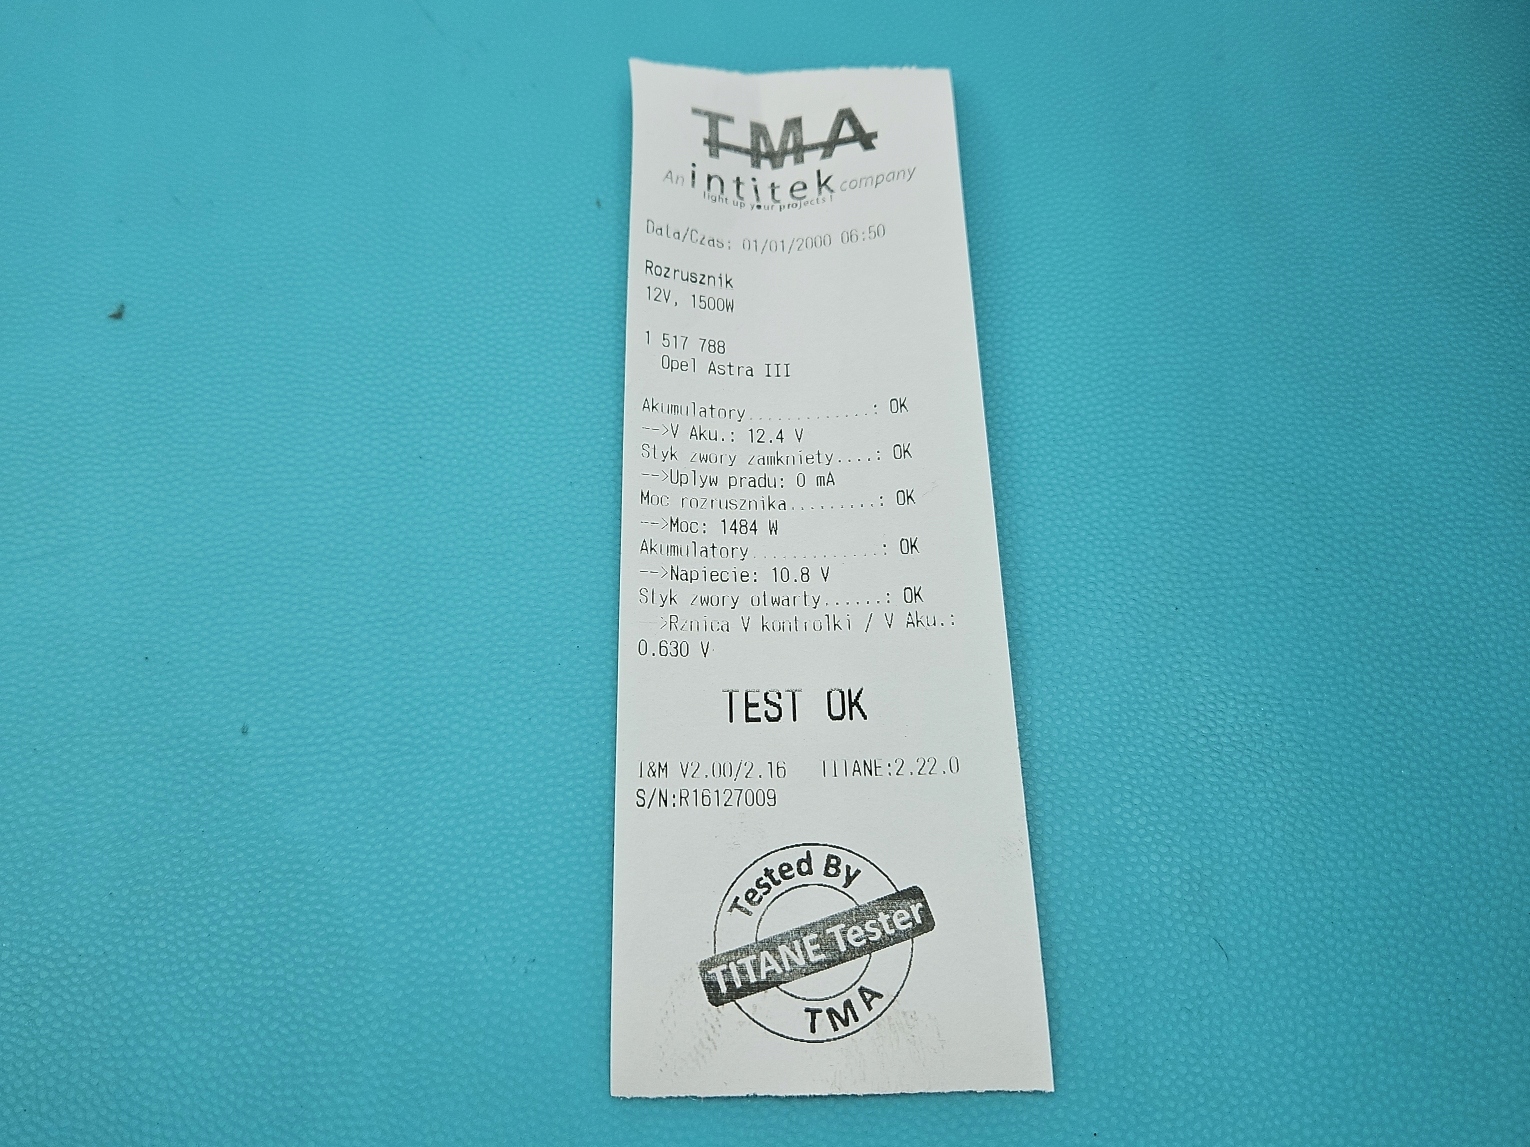 TMA
An intitek company
light up your projects !
Data/Czas: 01/01/2000 06:50
Rozrusznik
12V, 1500W
1 517 788
Opel Astra III
Akumulatory.............: OK
-->V Aku.: 12.4 V
Styk zwory zamkniety....: OK
-->Uplyw pradu: 0 mA
Moc rozrusznika.........: OK
-->Moc: 1484 W
Akumulatory.............: OK
-->Napiecie: 10.8 V
Styk zwory otwarty......: OK
-->Rznica V kontrolki / V Aku.:
0.630 V
TEST OK
I&M V2.00/2.16 TITANE:2.22.0
S/N:R16127009
Tested By
TITANE Tester
TMA